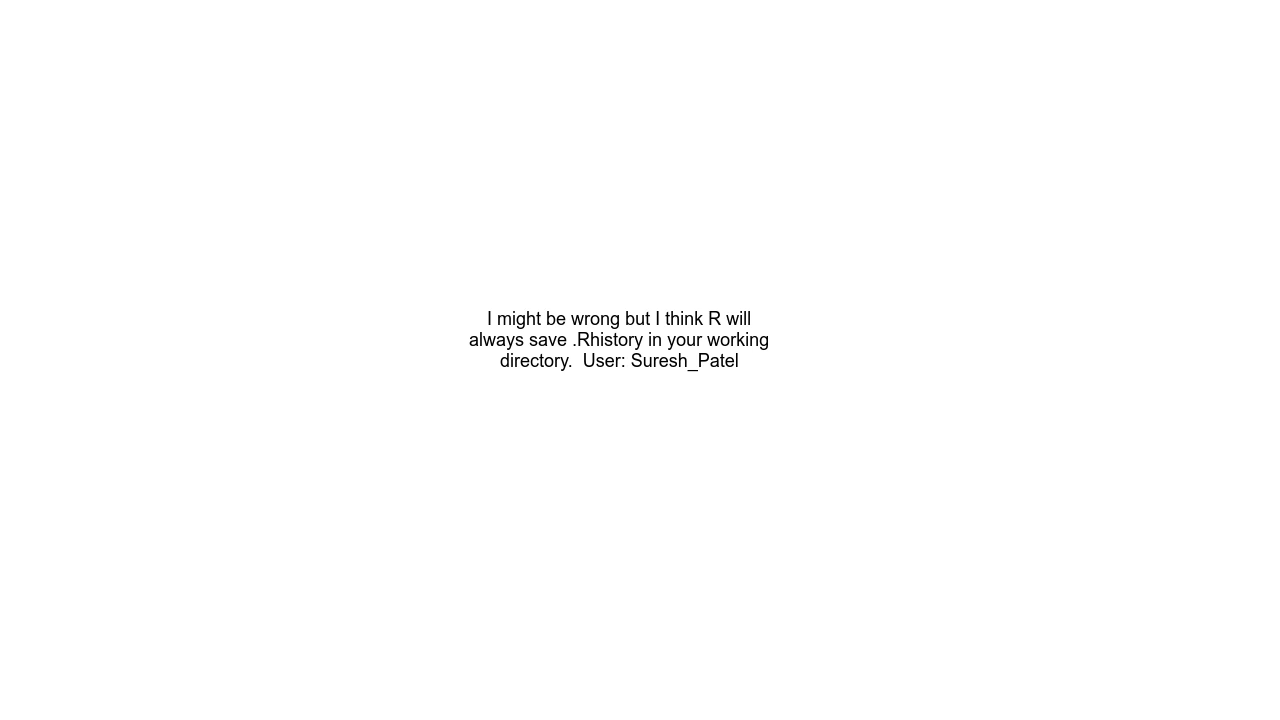 I might be wrong but I think R will
always save .Rhistory in your working
directory.  User: Suresh_Patel